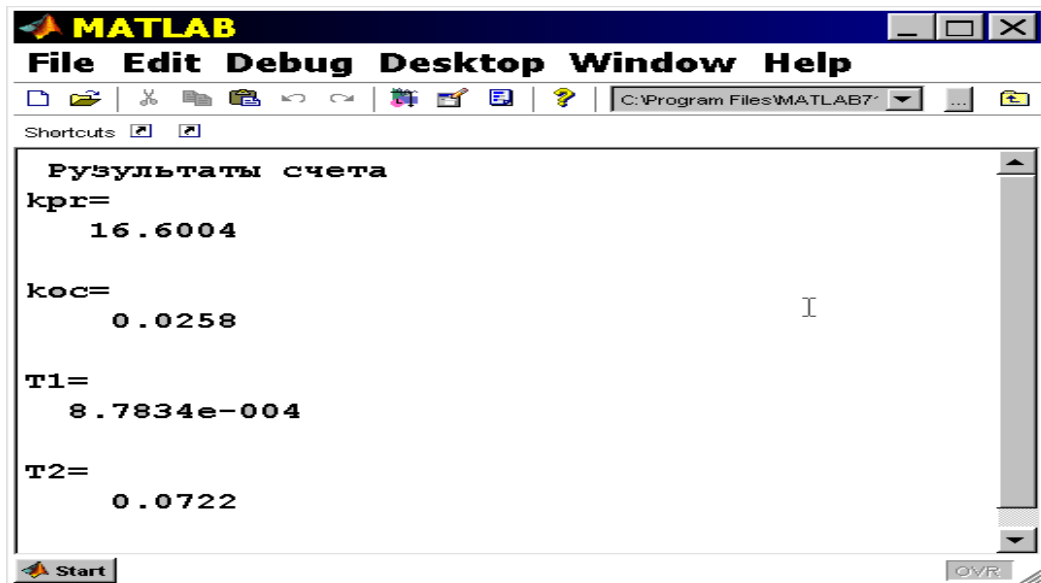 MATLAB
File Edit Debug Desktop Window Help
C:\Program Files\MATLAB7
Shortcuts
Рузультаты счета
kpr=
16.6004
koc=
0.0258
T1=
8.7834e-004
T2=
0.0722
Start
OVR